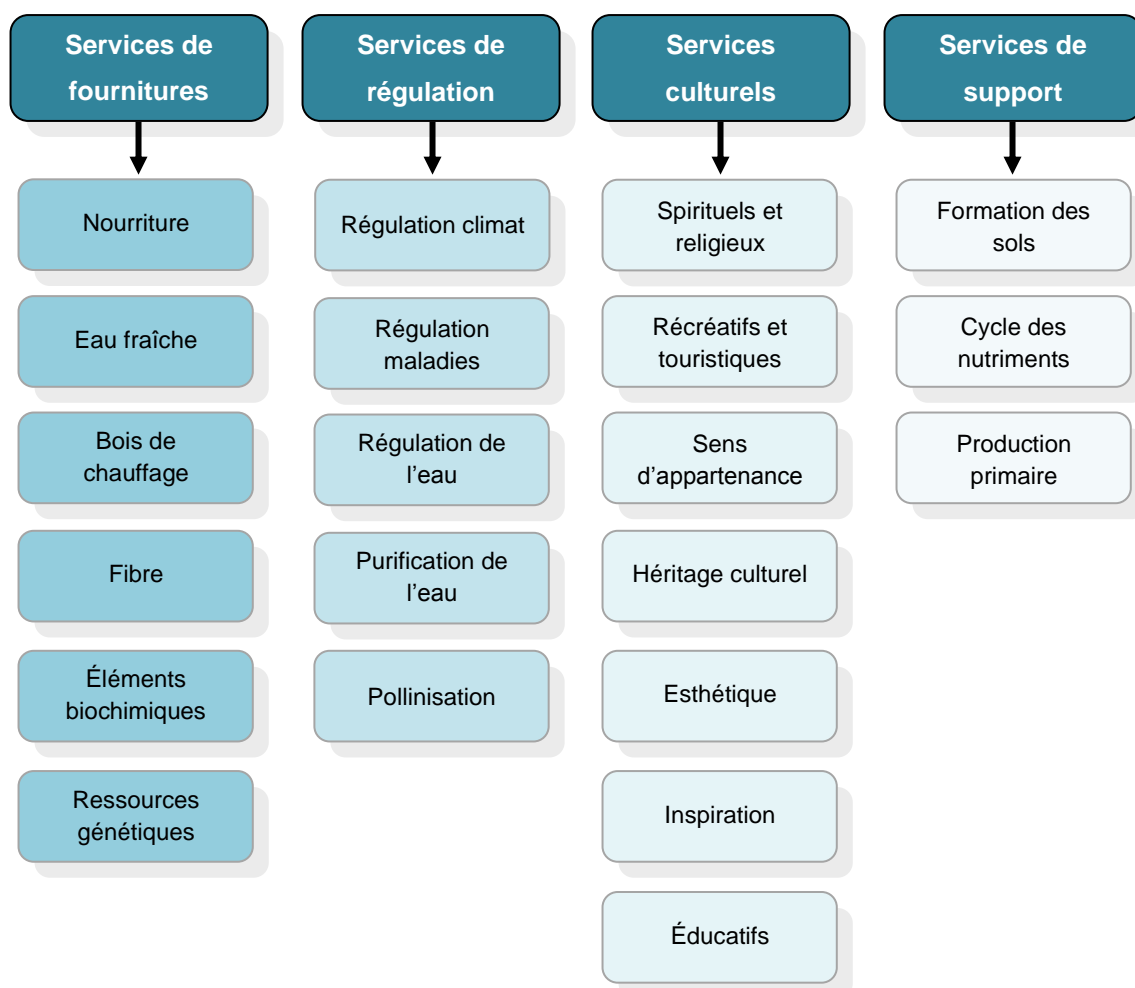 Services de
fournitures
Services de
régulation
Services
culturels
Services de
support
Nourriture
Eau fraîche
Bois de
chauffage
Fibre
Éléments
biochimiques
Ressources
génétiques
Régulation climat
Régulation
maladies
Régulation de
l’eau
Purification de
l’eau
Pollinisation
Spirituels et
religieux
Récréatifs et
touristiques
Sens
d’appartenance
Héritage culturel
Esthétique
Inspiration
Éducatifs
Formation des
sols
Cycle des
nutriments
Production
primaire